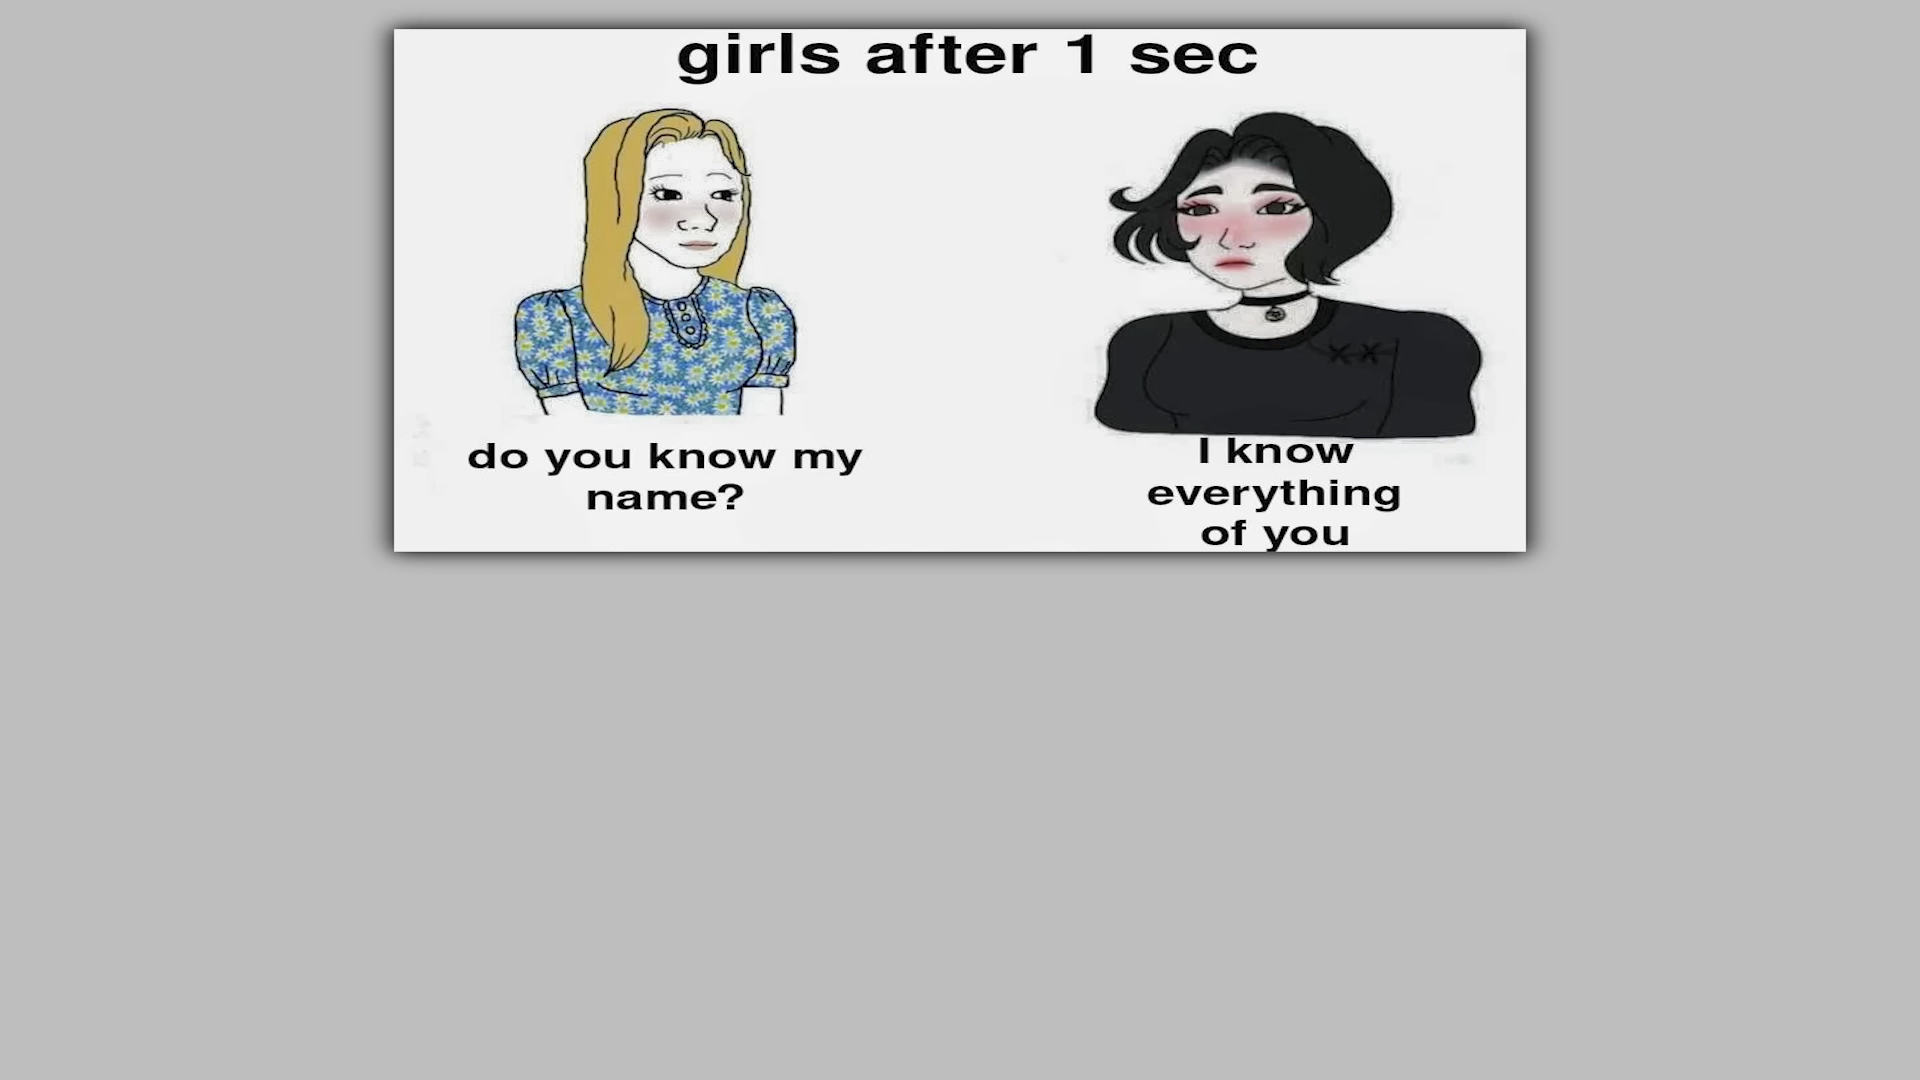 girls after 1 sec
do you know my
name?
I know
everything
of you